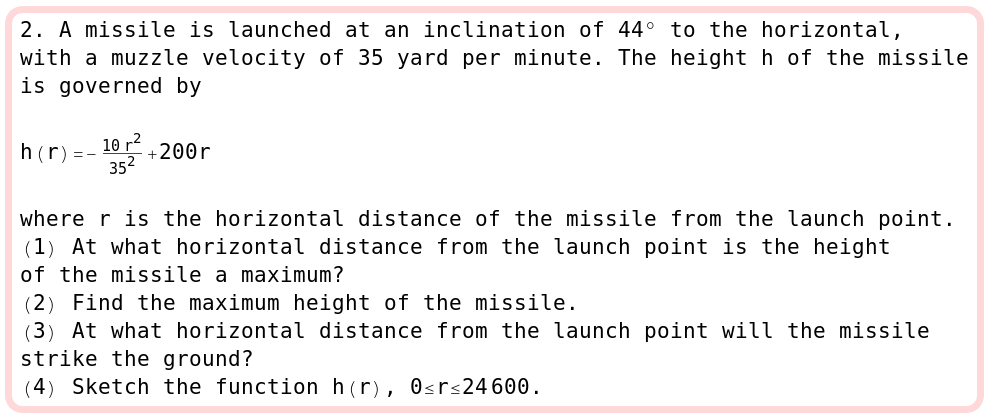 2. A missile is launched at an inclination of 44° to the horizontal,
with a muzzle velocity of 35 yard per minute. The height h of the missile
is governed by
h(r)=-\frac{10 r^2}{35^2}+200r
where r is the horizontal distance of the missile from the launch point.
(1) At what horizontal distance from the launch point is the height
of the missile a maximum?
(2) Find the maximum height of the missile.
(3) At what horizontal distance from the launch point will the missile
strike the ground?
(4) Sketch the function h(r), 0≤r≤24600.